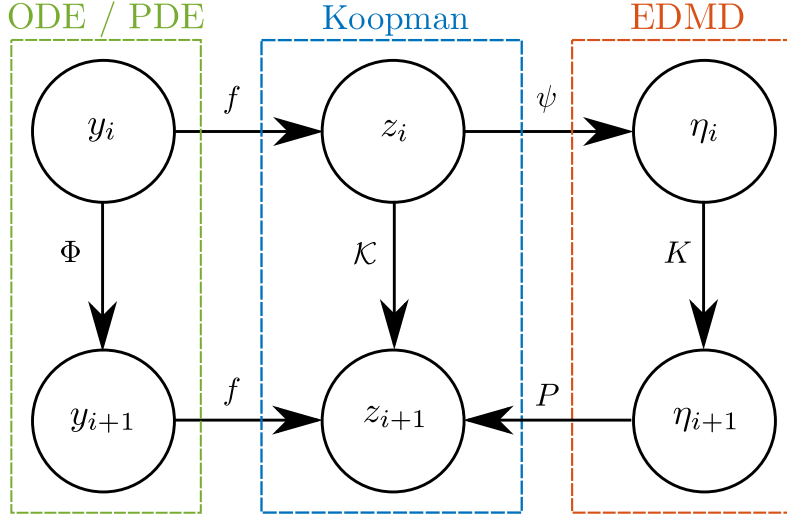 ODE / PDE Koopman EDMD
f ψ
y_i z_i η_i
Φ 𝒦 K
f P
y_{i+1} z_{i+1} η_{i+1}